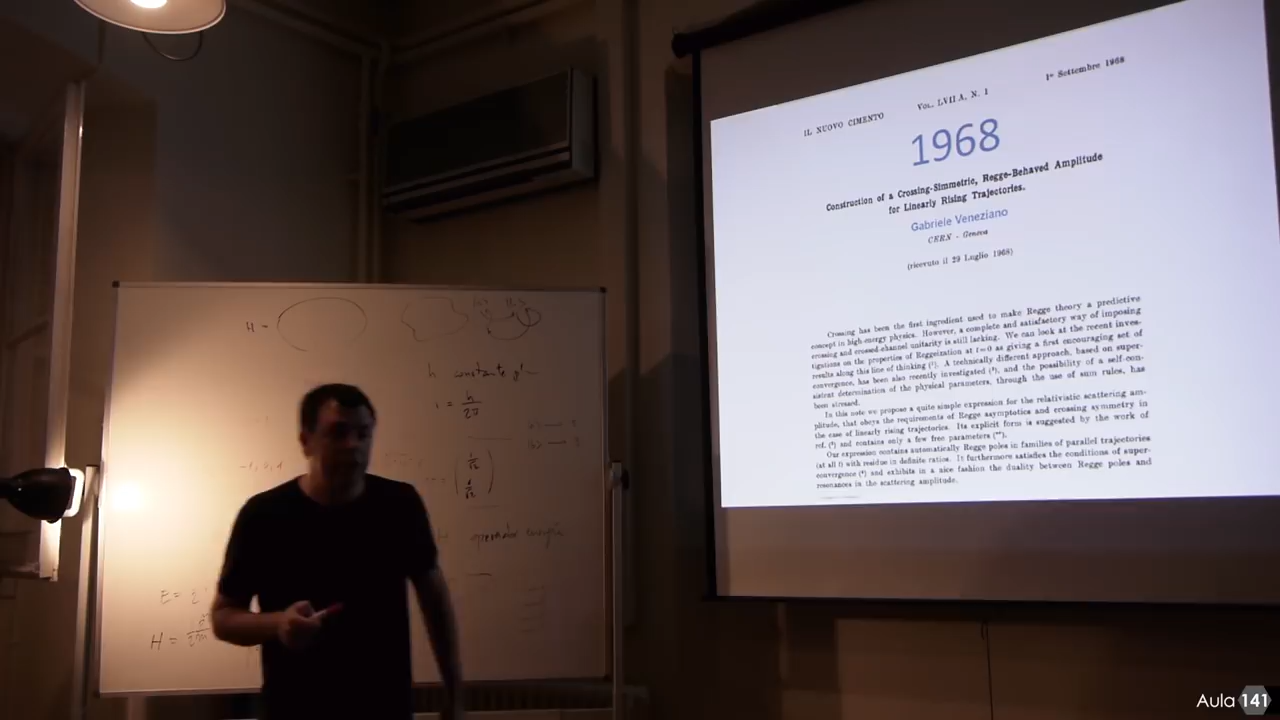 IL NUOVO CIMENTO
VOL. LVII A, N. 1
1º Settembre 1968
1968
Construction of a Crossing-Simmetric, Regge-Behaved Amplitude
for Linearly Rising Trajectories.
Gabriele Veneziano
CERN - Geneva
(ricevuto il 29 Luglio 1968)
Crossing has been the first ingredient used to make Regge theory a predictive
concept in high-energy physics. However, a complete and satisfactory way of imposing
crossing and crossed-channel unitarity is still lacking. We can look at the recent inves-
tigations on the properties of Reggeization at t=0 as giving a first encouraging set of
results along this line of thinking (¹). A technically different approach, based on super-
convergence, has been also recently investigated (²), and the possibility of a self-con-
sistent determination of the physical parameters, through the use of sum rules, has
been stressed.
In this note we propose a quite simple expression for the relativistic scattering am-
plitude, that obeys the requirements of Regge asymptotics and crossing symmetry in
the case of linearly rising trajectories. Its explicit form is suggested by the work of
ref. (³) and contains only a few free parameters (**).
Our expression contains automatically Regge poles in families of parallel trajectories
(at all t) with residue in definite ratios. It furthermore satisfies the conditions of super-
convergence (⁴) and exhibits in a nice fashion the duality between Regge poles and
resonances in the scattering amplitude.
H =
h constante
h
2π
H operator energie
E =
H =
Aula 141